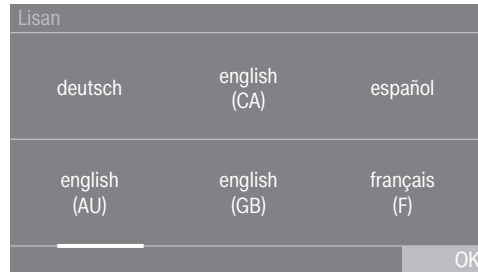 Lisan
deutsch
english
(CA)
español
english
(AU)
english
(GB)
français
(F)
OK